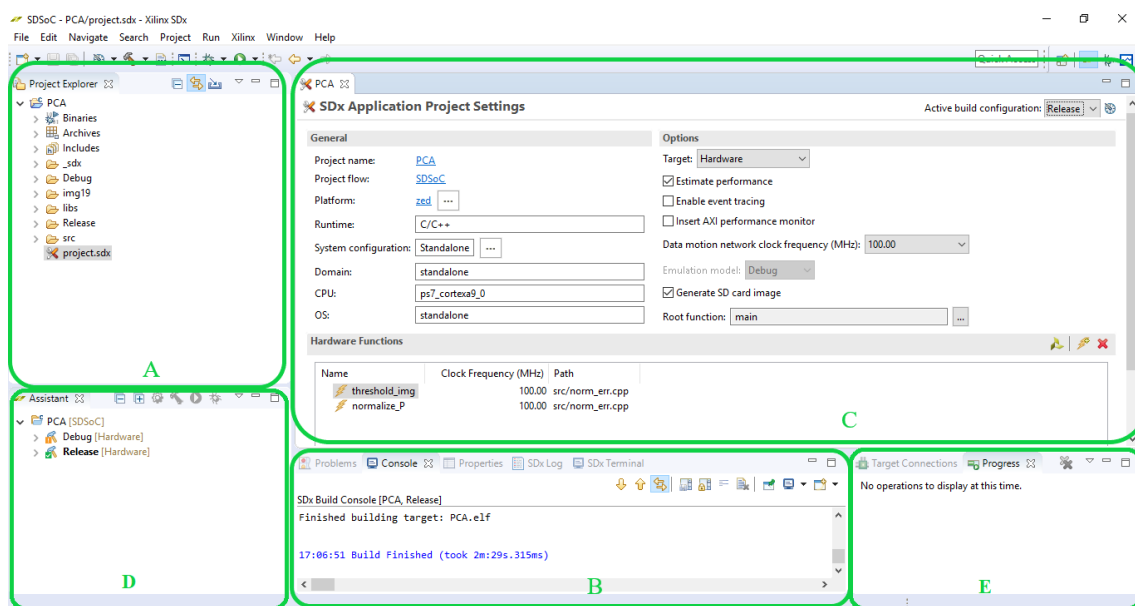 SDSoC - PCA/project.sdx - Xilinx SDx
File Edit Navigate Search Project Run Xilinx Window Help
Quick Access
Project Explorer
PCA
Binaries
Archives
Includes
_sdx
Debug
img19
libs
Release
src
project.sdx
A
PCA
SDx Application Project Settings
Active build configuration: Release
General
Project name: PCA
Project flow: SDSoC
Platform: zed ...
Runtime: C/C++
System configuration: Standalone ...
Domain: standalone
CPU: ps7_cortexa9_0
OS: standalone
Options
Target: Hardware
Estimate performance
Enable event tracing
Insert AXI performance monitor
Data motion network clock frequency (MHz): 100.00
Emulation model: Debug
Generate SD card image
Root function: main ...
Hardware Functions
Name Clock Frequency (MHz) Path
threshold_img 100.00 src/norm_err.cpp
normalize_P 100.00 src/norm_err.cpp
C
Assistant
PCA [SDSoC]
Debug [Hardware]
Release [Hardware]
D
Problems Console Properties SDx Log SDx Terminal
SDx Build Console [PCA, Release]
Finished building target: PCA.elf
17:06:51 Build Finished (took 2m:29s.315ms)
B
Target Connections Progress
No operations to display at this time.
E